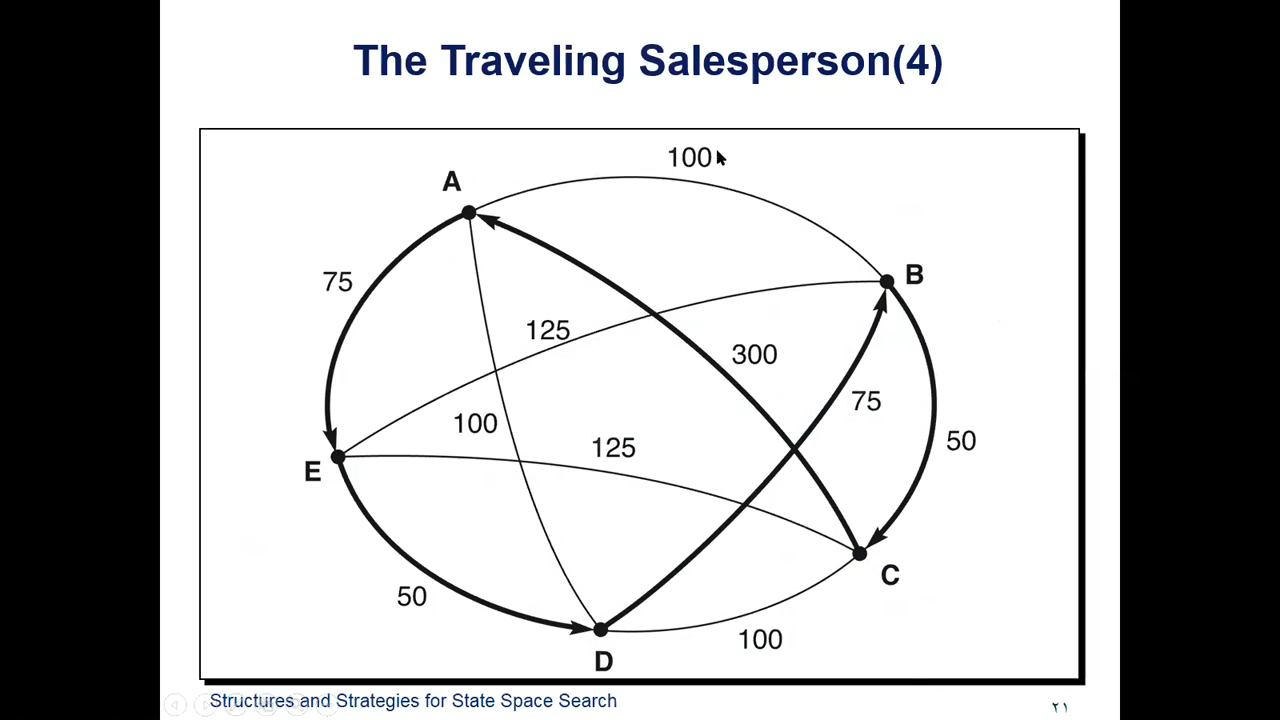 The Traveling Salesperson(4)
100
A
B
75
125
300
75
100
125
50
E
C
50
100
D
Structures and Strategies for State Space Search
۲۱